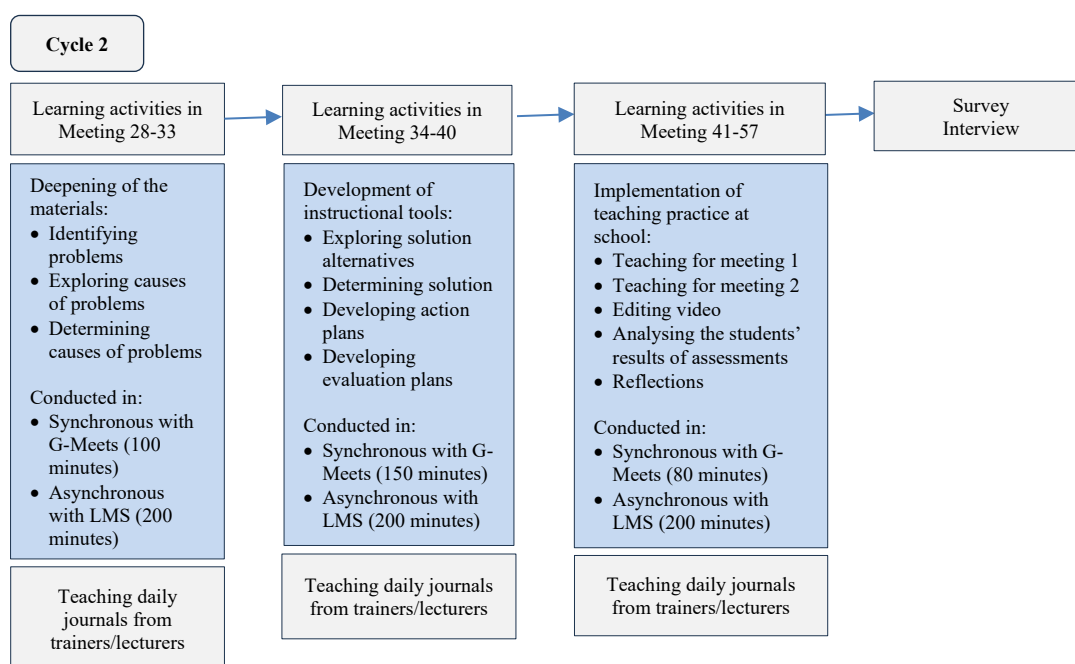 Cycle 2
Learning activities in
Meeting 28-33
Learning activities in
Meeting 34-40
Learning activities in
Meeting 41-57
Survey
Interview
Deepening of the
materials:
• Identifying
problems
• Exploring causes
of problems
• Determining
causes of problems
Conducted in:
• Synchronous with
G-Meets (100
minutes)
• Asynchronous
with LMS (200
minutes)
Development of
instructional tools:
• Exploring solution
alternatives
• Determining solution
• Developing action
plans
• Developing
evaluation plans
Conducted in:
• Synchronous with G-
Meets (150 minutes)
• Asynchronous with
LMS (200 minutes)
Implementation of
teaching practice at
school:
• Teaching for meeting 1
• Teaching for meeting 2
• Editing video
• Analysing the students’
results of assessments
• Reflections
Conducted in:
• Synchronous with G-
Meets (80 minutes)
• Asynchronous with
LMS (200 minutes)
Teaching daily
journals from
trainers/lecturers
Teaching daily journals
from trainers/lecturers
Teaching daily journals
from trainers/lecturers